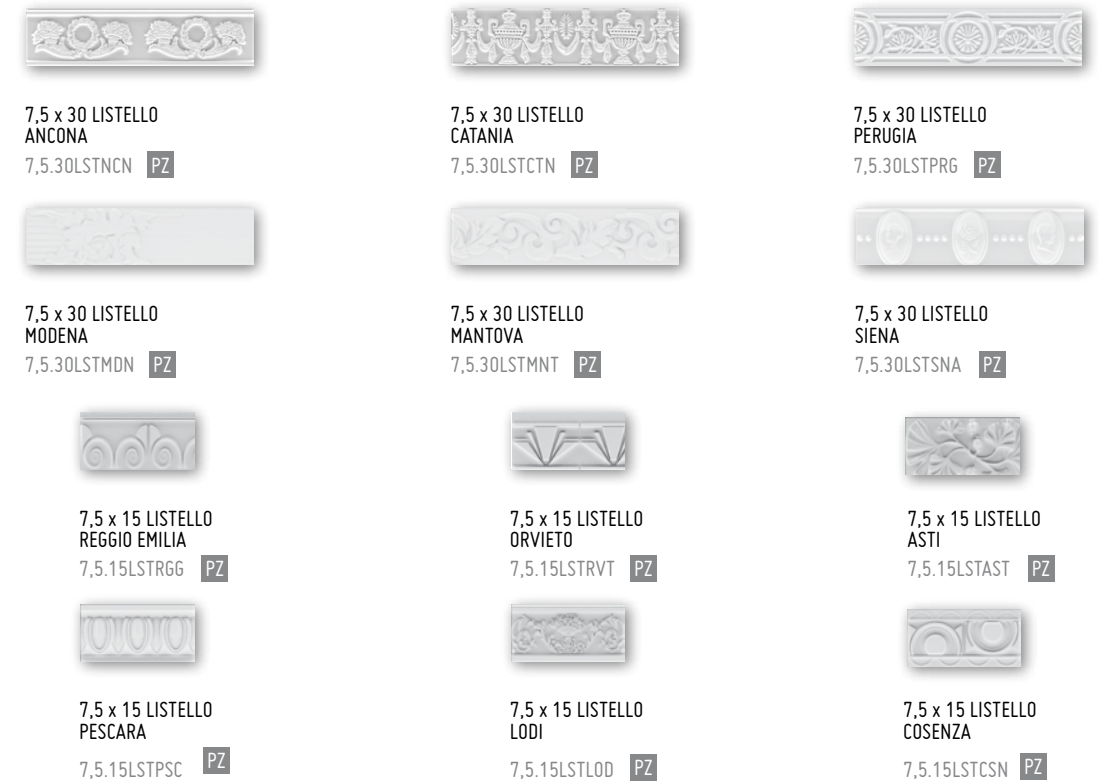 7,5 x 30 LISTELLO
ANCONA
7,5.30LSTNCN PZ
7,5 x 30 LISTELLO
CATANIA
7,5.30LSTCTN PZ
7,5 x 30 LISTELLO
PERUGIA
7,5.30LSTPRG PZ
7,5 x 30 LISTELLO
MODENA
7,5.30LSTMDN PZ
7,5 x 30 LISTELLO
MANTOVA
7,5.30LSTMNT PZ
7,5 x 30 LISTELLO
SIENA
7,5.30LSTSNA PZ
7,5 x 15 LISTELLO
REGGIO EMILIA
7,5.15LSTRGG PZ
7,5 x 15 LISTELLO
ORVIETO
7,5.15LSTRVT PZ
7,5 x 15 LISTELLO
ASTI
7,5.15LSTAST PZ
7,5 x 15 LISTELLO
PESCARA
7,5.15LSTPSC PZ
7,5 x 15 LISTELLO
LODI
7,5.15LSTLOD PZ
7,5 x 15 LISTELLO
COSENZA
7,5.15LSTCSN PZ